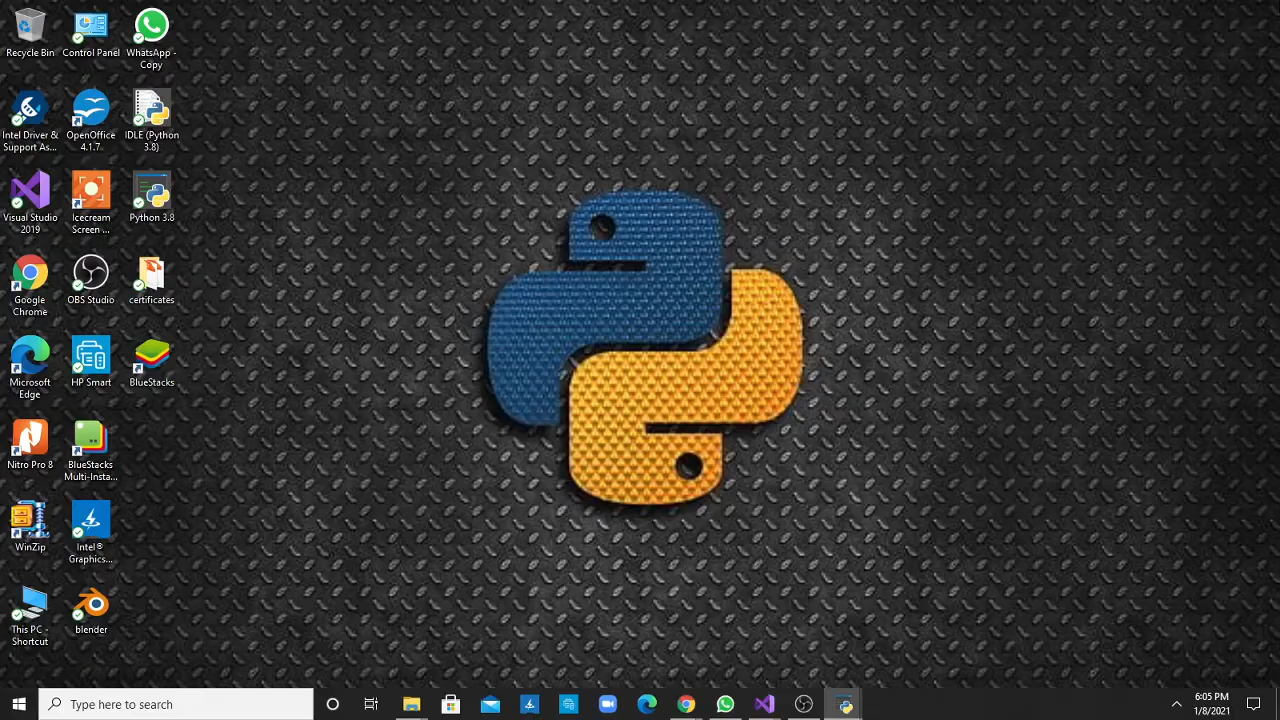 Recycle Bin
Control Panel
WhatsApp -
Copy
Intel Driver &
Support As...
OpenOffice
4.1.7
IDLE (Python
3.8)
Visual Studio
2019
Icecream
Screen ...
Python 3.8
Google
Chrome
OBS Studio
certificates
Microsoft
Edge
HP Smart
BlueStacks
Nitro Pro 8
BlueStacks
Multi-Insta...
WinZip
Intel®
Graphics...
This PC -
Shortcut
blender
Type here to search
6:05 PM
1/8/2021